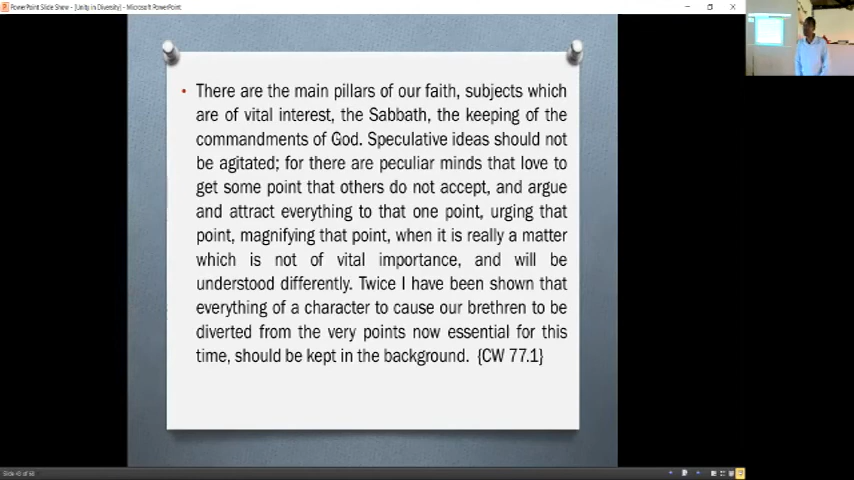 PowerPoint Slide Show - [Unity in Diversity] - Microsoft PowerPoint
• There are the main pillars of our faith, subjects which
are of vital interest, the Sabbath, the keeping of the
commandments of God. Speculative ideas should not
be agitated; for there are peculiar minds that love to
get some point that others do not accept, and argue
and attract everything to that one point, urging that
point, magnifying that point, when it is really a matter
which is not of vital importance, and will be
understood differently. Twice I have been shown that
everything of a character to cause our brethren to be
diverted from the very points now essential for this
time, should be kept in the background. {CW 77.1}